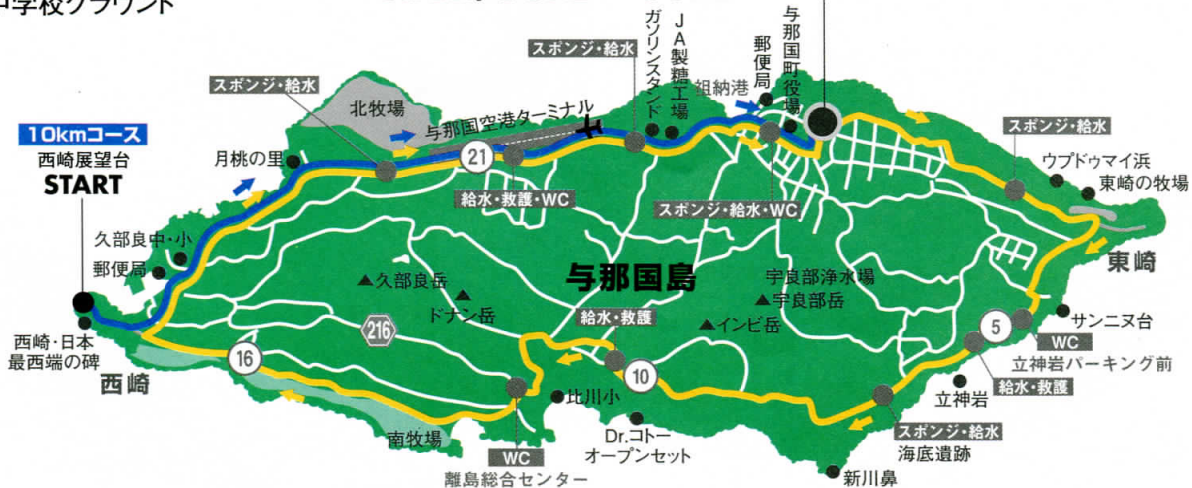 中学校グラウンド
スポンジ・給水
スポンジ・給水
ガソリンスタンド
JA製糖工場
祖納港
郵便局
与那国町役場
北牧場
与那国空港ターミナル
10kmコース
西崎展望台
START
月桃の里
21
給水・救護・WC
スポンジ・給水・WC
スポンジ・給水
ウブドゥマイ浜
東崎の牧場
東崎
久部良中・小
郵便局
久部良岳
ドナン岳
与那国島
宇良部浄水場
宇良部岳
インビ岳
給水・救護
216
西崎・日本
最西端の碑
西崎
16
10
5
サンニヌ台
WC
立神岩パーキング前
給水・救護
立神岩
比川小
南牧場
WC
離島総合センター
Dr.コトー
オープンセット
スポンジ・給水
海底遺跡
新川鼻